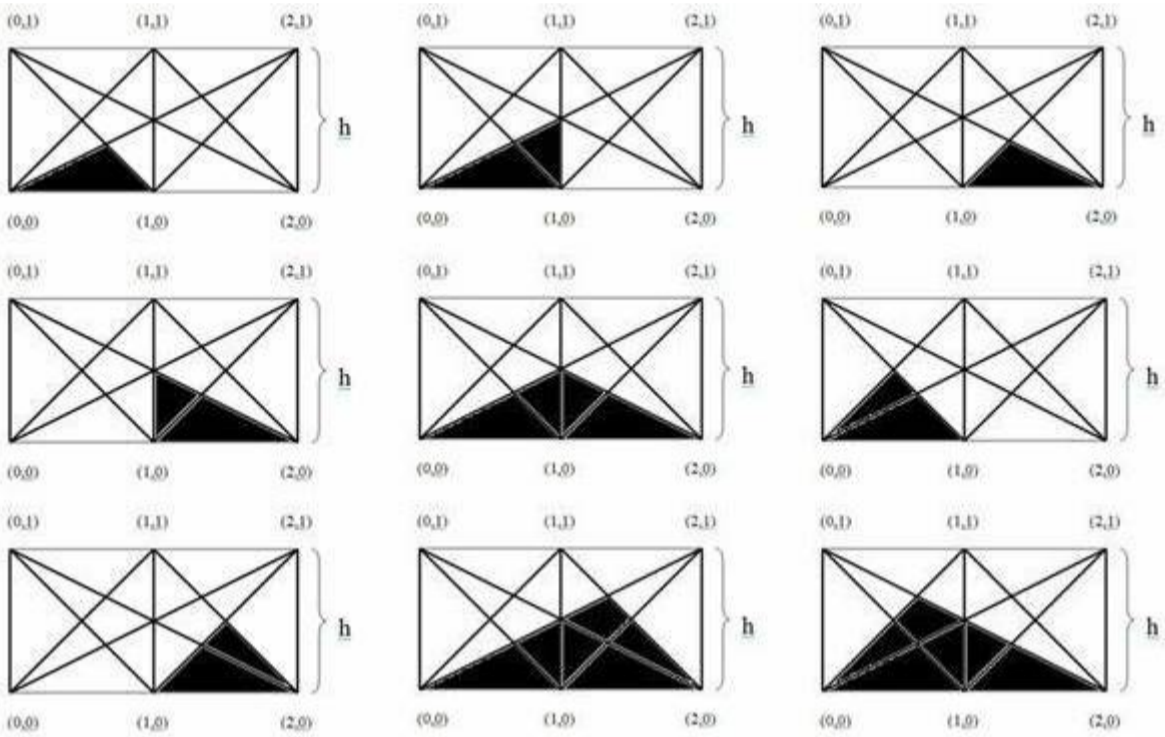 (0,1) (1,1) (2,1) (0,1) (1,1) (2,1) (0,1) (1,1) (2,1)
h h h
(0,0) (1,0) (2,0) (0,0) (1,0) (2,0) (0,0) (1,0) (2,0)
(0,1) (1,1) (2,1) (0,1) (1,1) (2,1) (0,1) (1,1) (2,1)
h h h
(0,0) (1,0) (2,0) (0,0) (1,0) (2,0) (0,0) (1,0) (2,0)
(0,1) (1,1) (2,1) (0,1) (1,1) (2,1) (0,1) (1,1) (2,1)
h h h
(0,0) (1,0) (2,0) (0,0) (1,0) (2,0) (0,0) (1,0) (2,0)